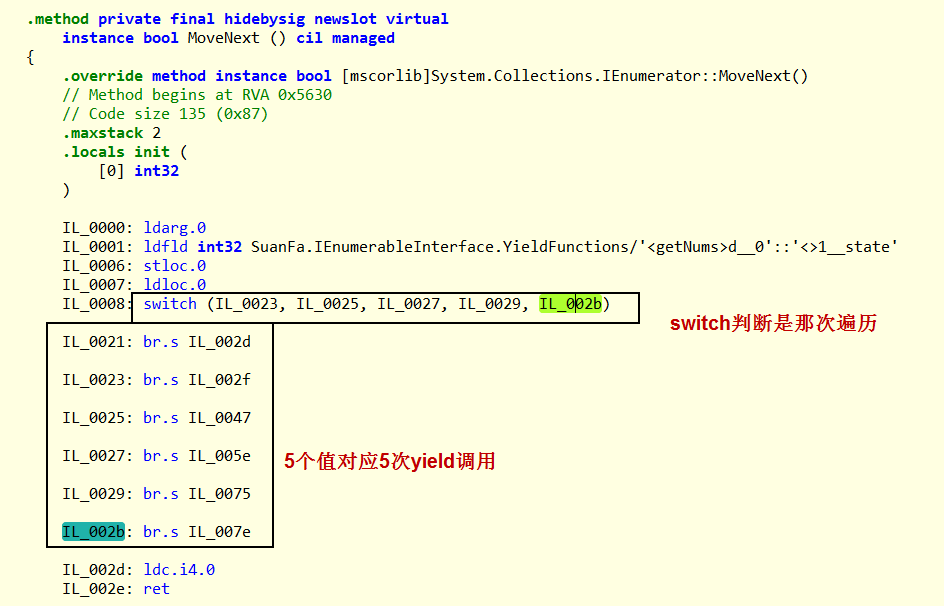 .method private final hidebysig newslot virtual
instance bool MoveNext () cil managed
{
.override method instance bool [mscorlib]System.Collections.IEnumerator::MoveNext()
// Method begins at RVA 0x5630
// Code size 135 (0x87)
.maxstack 2
.locals init (
[0] int32
)
IL_0000: ldarg.0
IL_0001: ldfld int32 SuanFa.IEnumerableInterface.YieldFunctions/'<getNums>d__0'::'<>1__state'
IL_0006: stloc.0
IL_0007: ldloc.0
IL_0008: switch (IL_0023, IL_0025, IL_0027, IL_0029, IL_002b)
switch判断是那次遍历
IL_0021: br.s IL_002d
IL_0023: br.s IL_002f
IL_0025: br.s IL_0047
IL_0027: br.s IL_005e
5个值对应5次yield调用
IL_0029: br.s IL_0075
IL_002b: br.s IL_007e
IL_002d: ldc.i4.0
IL_002e: ret